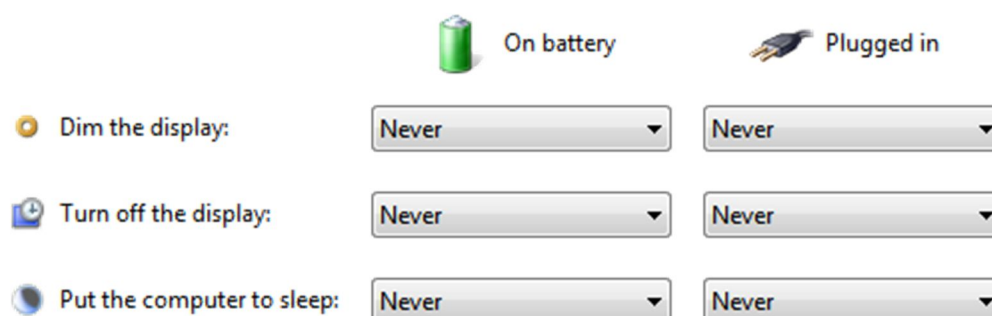 On battery Plugged in
Dim the display: Never Never
Turn off the display: Never Never
Put the computer to sleep: Never Never